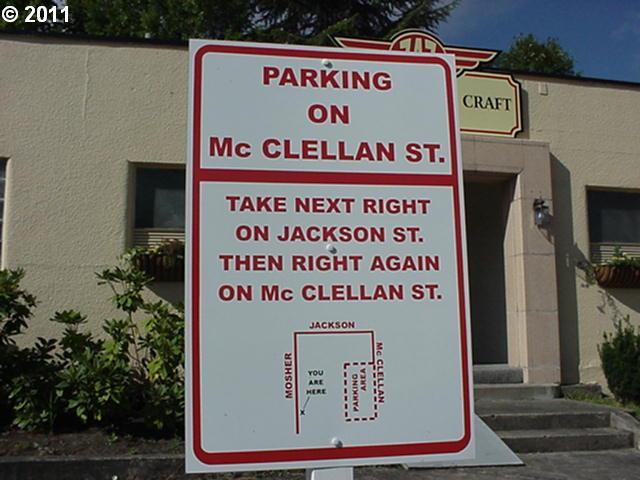 © 2011
747
CRAFT
PARKING
ON
Mc CLELLAN ST.
TAKE NEXT RIGHT
ON JACKSON ST.
THEN RIGHT AGAIN
ON Mc CLELLAN ST.
JACKSON
MOSHER
YOU
ARE
HERE
X
PARKING
AREA
Mc CLELLAN